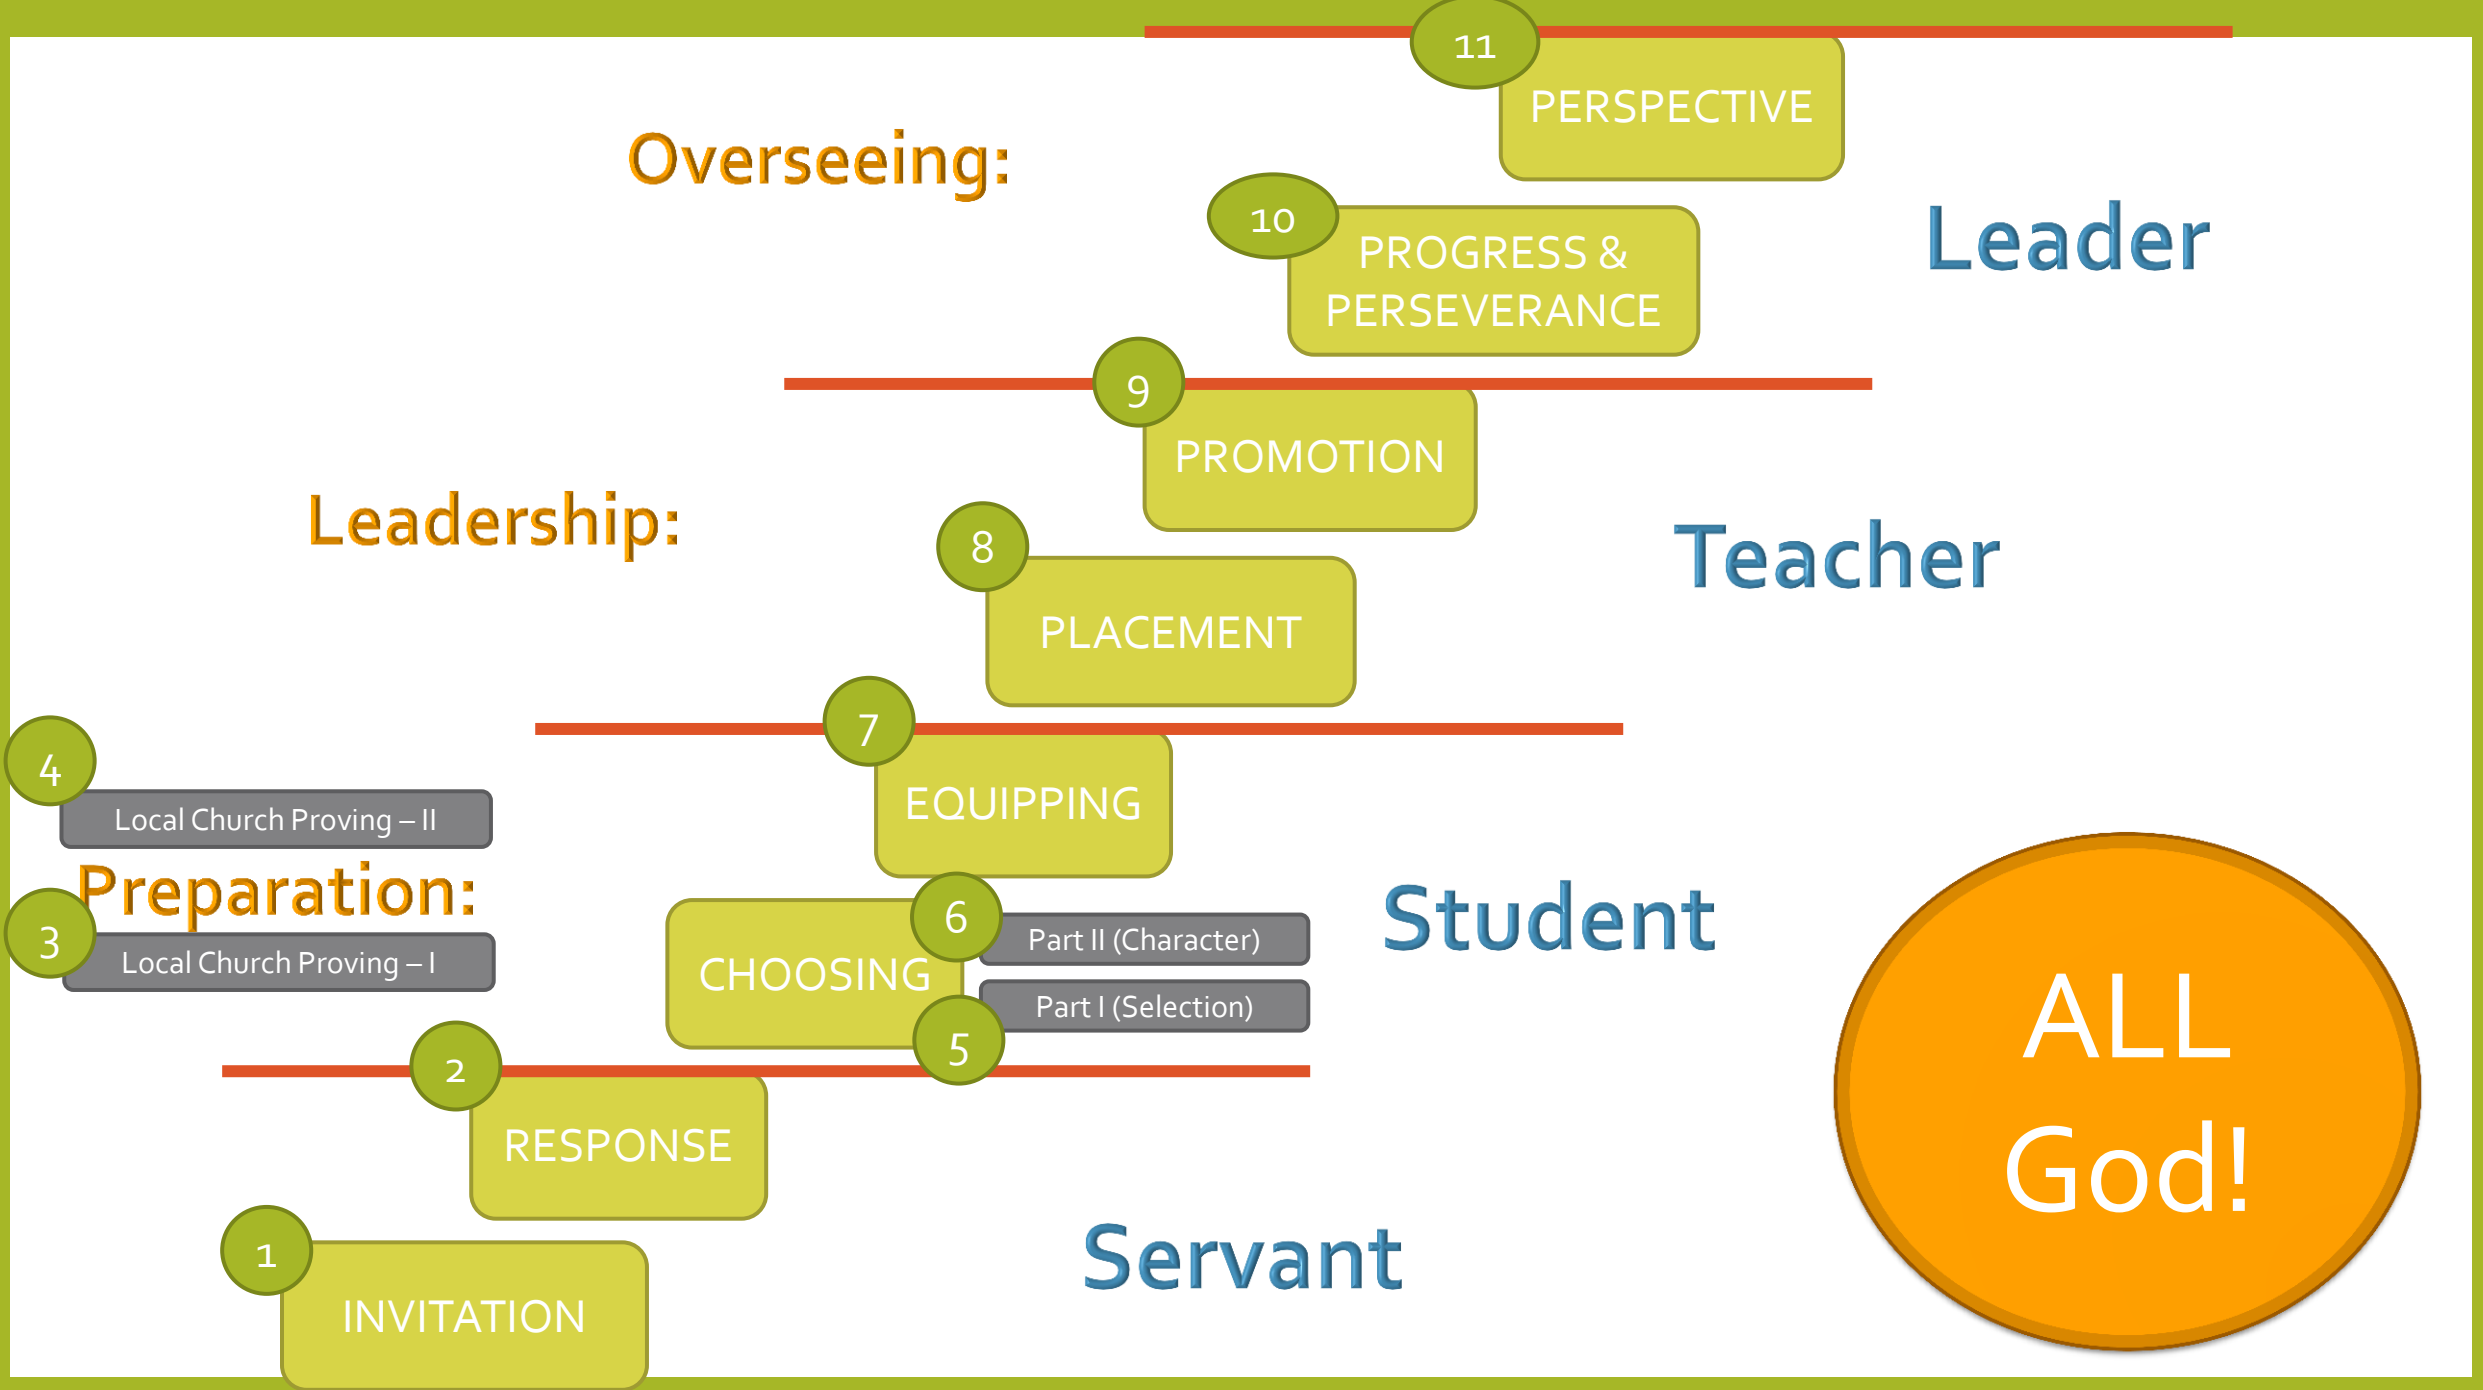 11
PERSPECTIVE
Overseeing:
10
PROGRESS &
PERSEVERANCE
Leader
9
PROMOTION
Leadership:
8
PLACEMENT
Teacher
7
EQUIPPING
4
Local Church Proving – II
Preparation:
3
Local Church Proving – I
CHOOSING
6
Part II (Character)
Part I (Selection)
5
Student
2
RESPONSE
1
INVITATION
Servant
ALL
God!